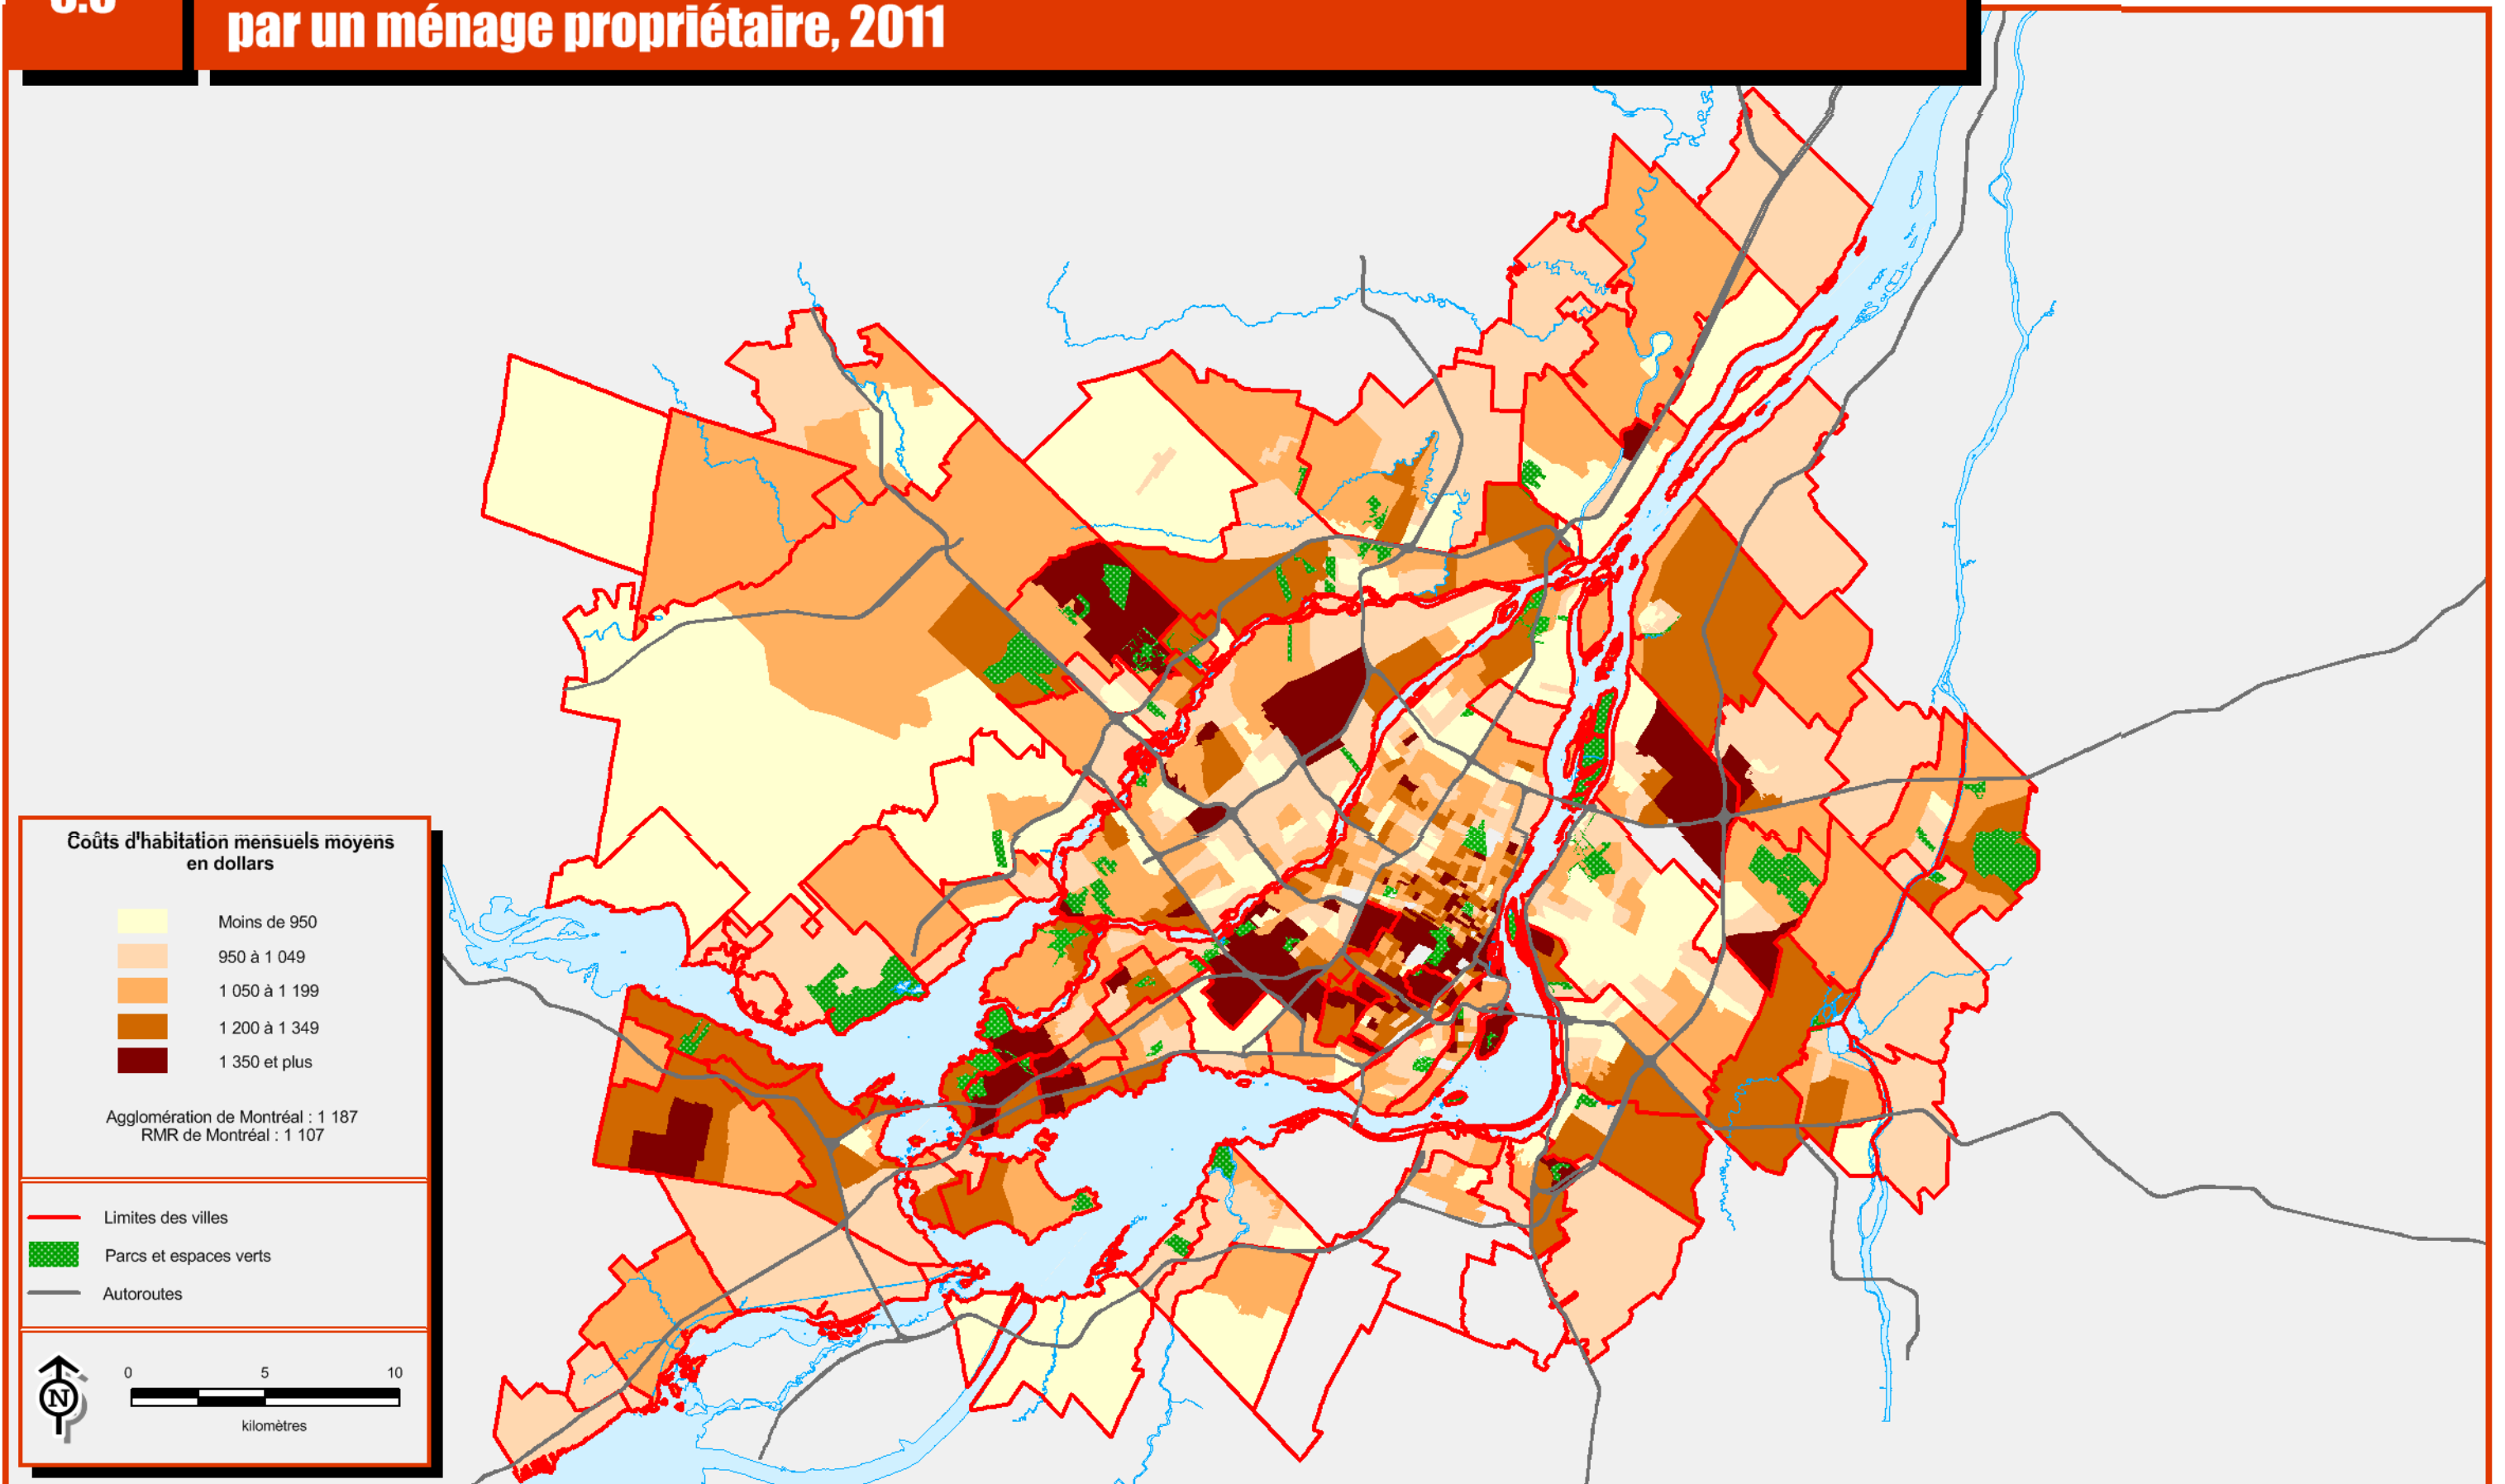 par un ménage propriétaire, 2011
Coûts d'habitation mensuels moyens
en dollars
Moins de 950
950 à 1 049
1 050 à 1 199
1 200 à 1 349
1 350 et plus
Agglomération de Montréal : 1 187
RMR de Montréal : 1 107
Limites des villes
Parcs et espaces verts
Autoroutes
N
0 5 10
kilomètres